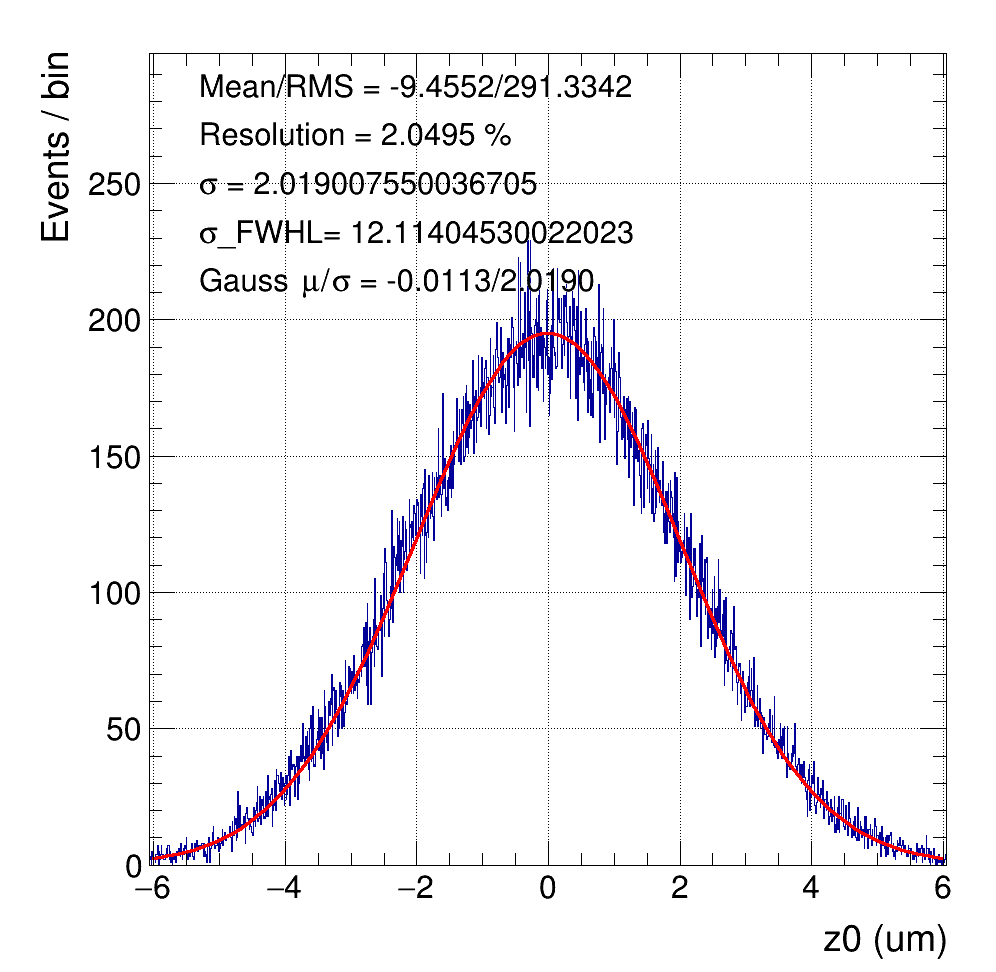 Events / bin
Mean/RMS = -9.4552/291.3342
Resolution = 2.0495 %
σ = 2.019007550036705
σ_FWHL= 12.11404530022023
Gauss μ/σ = -0.0113/2.0190
250
200
150
100
50
0
−6 −4 −2 0 2 4 6
z0 (um)